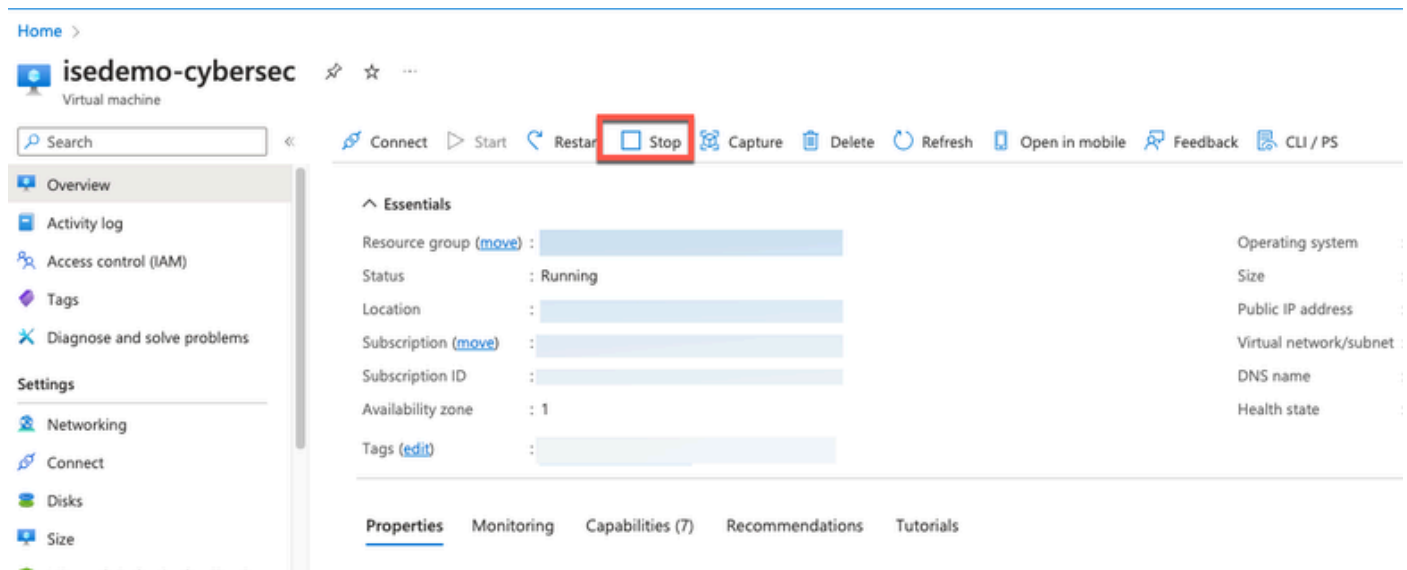 Home >
isedemo-cybersec ...
Virtual machine
Search «
Connect Start Restar Stop Capture Delete Refresh Open in mobile Feedback CLI / PS
Overview
Activity log
Access control (IAM)
Tags
Diagnose and solve problems
Settings
Networking
Connect
Disks
Size
Essentials
Resource group (move) :
Status : Running
Location :
Subscription (move) :
Subscription ID :
Availability zone : 1
Tags (edit) :
Operating system :
Size :
Public IP address :
Virtual network/subnet :
DNS name :
Health state :
Properties Monitoring Capabilities (7) Recommendations Tutorials